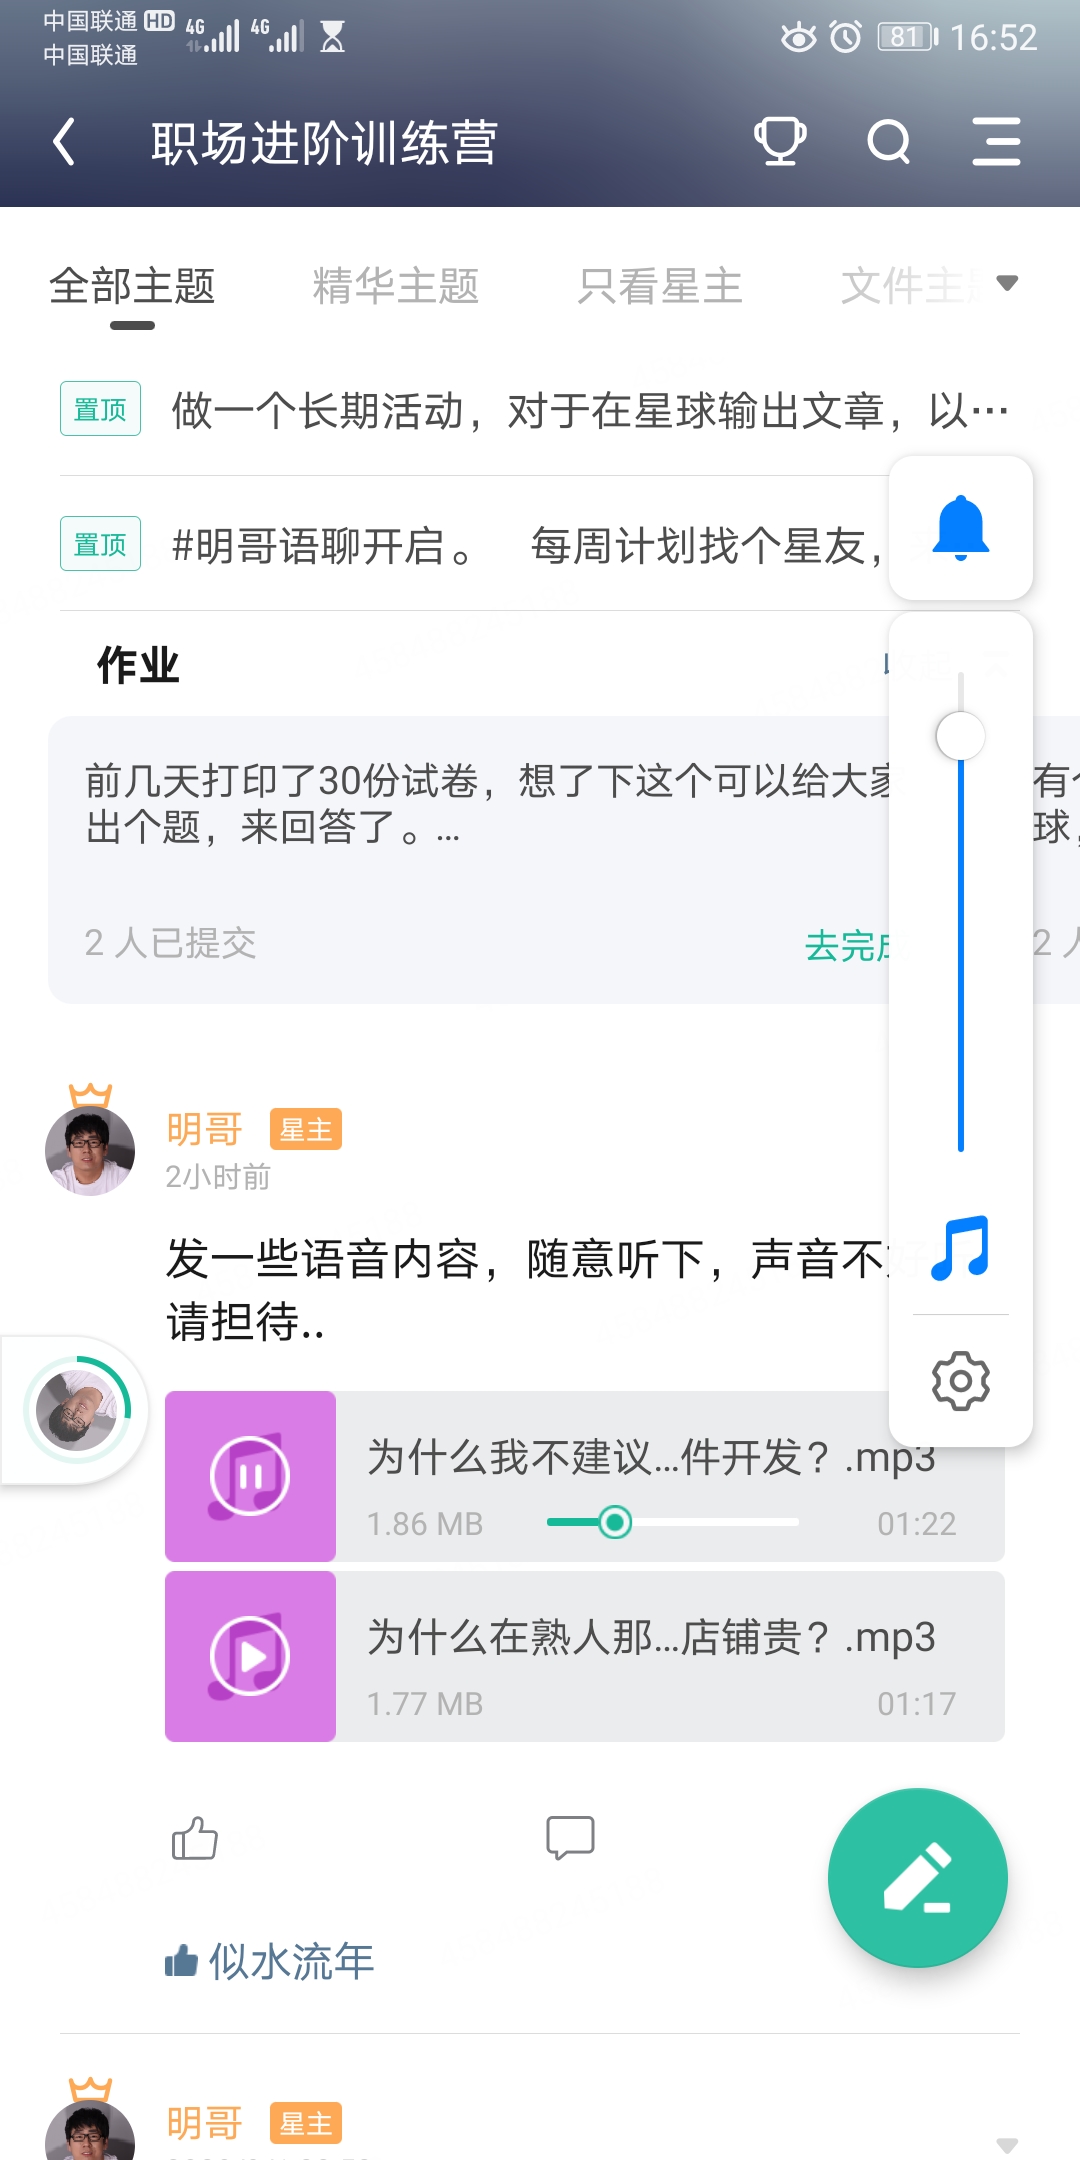 中国联通 HD 4G 4G 81 16:52
中国联通
职场进阶训练营
全部主题 精华主题 只看星主 文件主
置顶 做一个长期活动，对于在星球输出文章，以…
置顶 #明哥语聊开启。 每周计划找个星友，
作业
前几天打印了30份试卷，想了下这个可以给大家 有个
出个题，来回答了。... 球，
2 人已提交 去完成 2 人
明哥 星主
2小时前
发一些语音内容，随意听下，声音不好
请担待..
为什么我不建议...件开发？.mp3
1.86 MB 01:22
为什么在熟人那...店铺贵？.mp3
1.77 MB 01:17
似水流年
明哥 星主